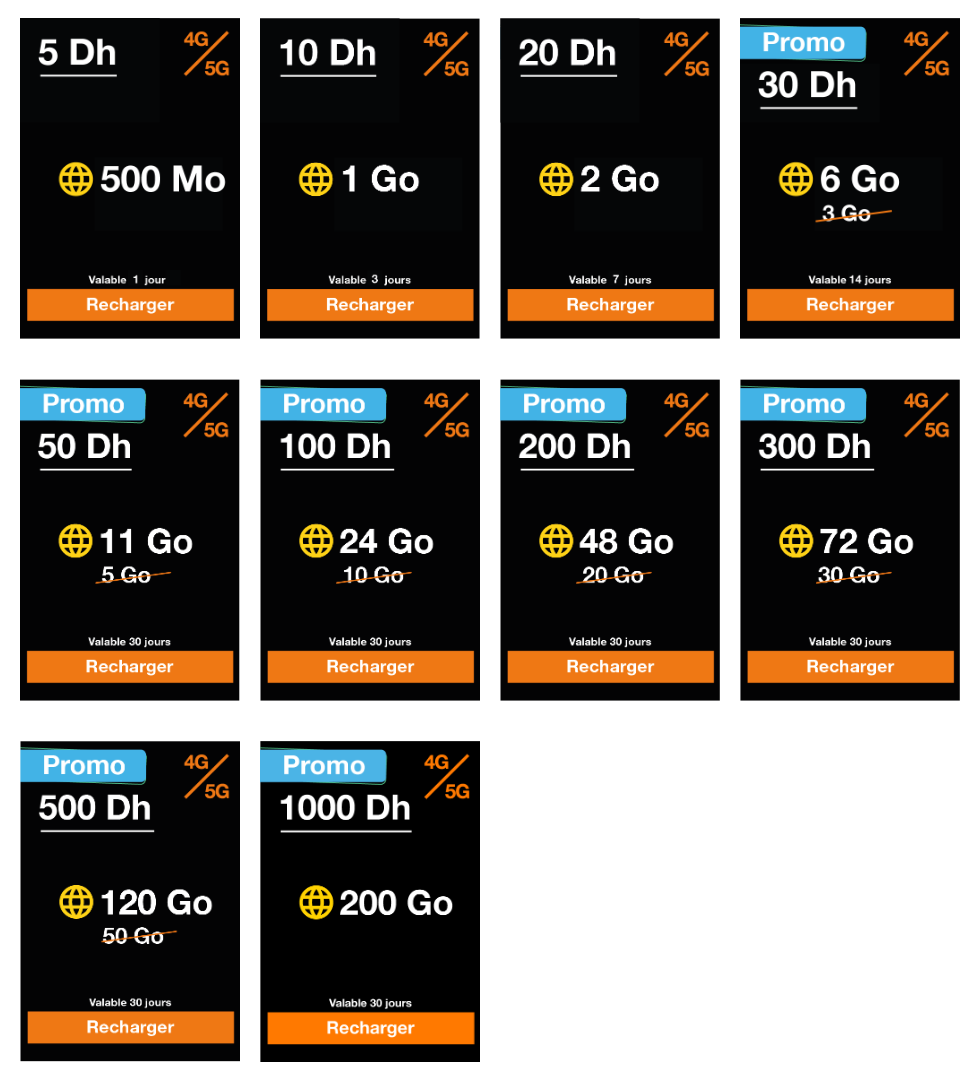 5 Dh
4G/5G
500 Mo
Valable 1 jour
Recharger
10 Dh
4G/5G
1 Go
Valable 3 jours
Recharger
20 Dh
4G/5G
2 Go
Valable 7 jours
Recharger
Promo
4G/5G
30 Dh
6 Go
3 Go
Valable 14 jours
Recharger
Promo
4G/5G
50 Dh
11 Go
5 Go
Valable 30 jours
Recharger
Promo
4G/5G
100 Dh
24 Go
10 Go
Valable 30 jours
Recharger
Promo
4G/5G
200 Dh
48 Go
20 Go
Valable 30 jours
Recharger
Promo
4G/5G
300 Dh
72 Go
30 Go
Valable 30 jours
Recharger
Promo
4G/5G
500 Dh
120 Go
50 Go
Valable 30 jours
Recharger
Promo
4G/5G
1000 Dh
200 Go
Valable 30 jours
Recharger